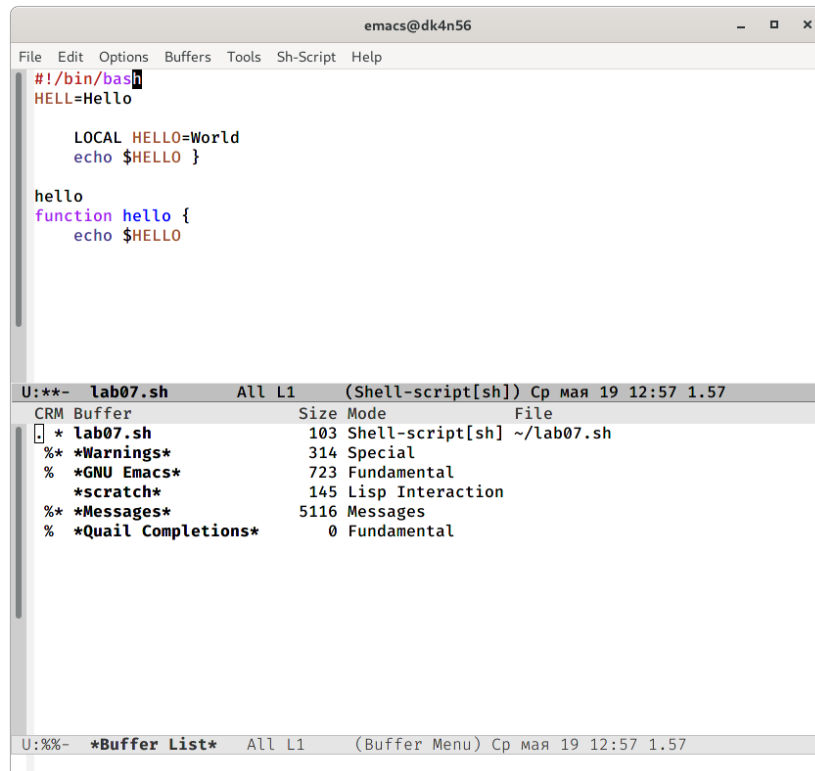 emacs@dk4n56
File Edit Options Buffers Tools Sh-Script Help
#!/bin/bash
HELL=Hello
LOCAL HELLO=World
echo $HELLO }
hello
function hello {
echo $HELLO
U:**- lab07.sh All L1 (Shell-script[sh]) Ср мая 19 12:57 1.57
CRM Buffer Size Mode File
. * lab07.sh 103 Shell-script[sh] ~/lab07.sh
%* *Warnings* 314 Special
% *GNU Emacs* 723 Fundamental
*scratch* 145 Lisp Interaction
%* *Messages* 5116 Messages
% *Quail Completions* 0 Fundamental
U:%%- *Buffer List* All L1 (Buffer Menu) Ср мая 19 12:57 1.57